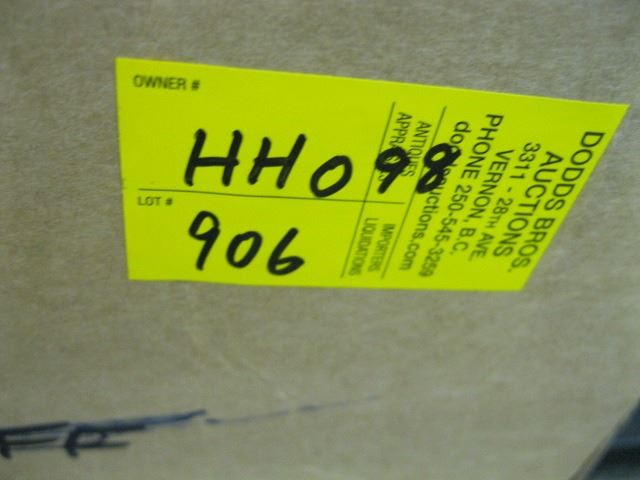 OWNER #
HH098
LOT #
906
DODDS BROS.
AUCTIONS
3311 - 28TH AVE
VERNON, B.C.
PHONE 250-545-3259
ANTIQUES
IMPORTERS
LIQUIDATIONS